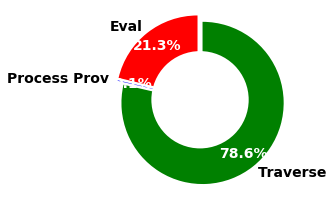 Eval
21.3%
Process Prov
78.6%
Traverse